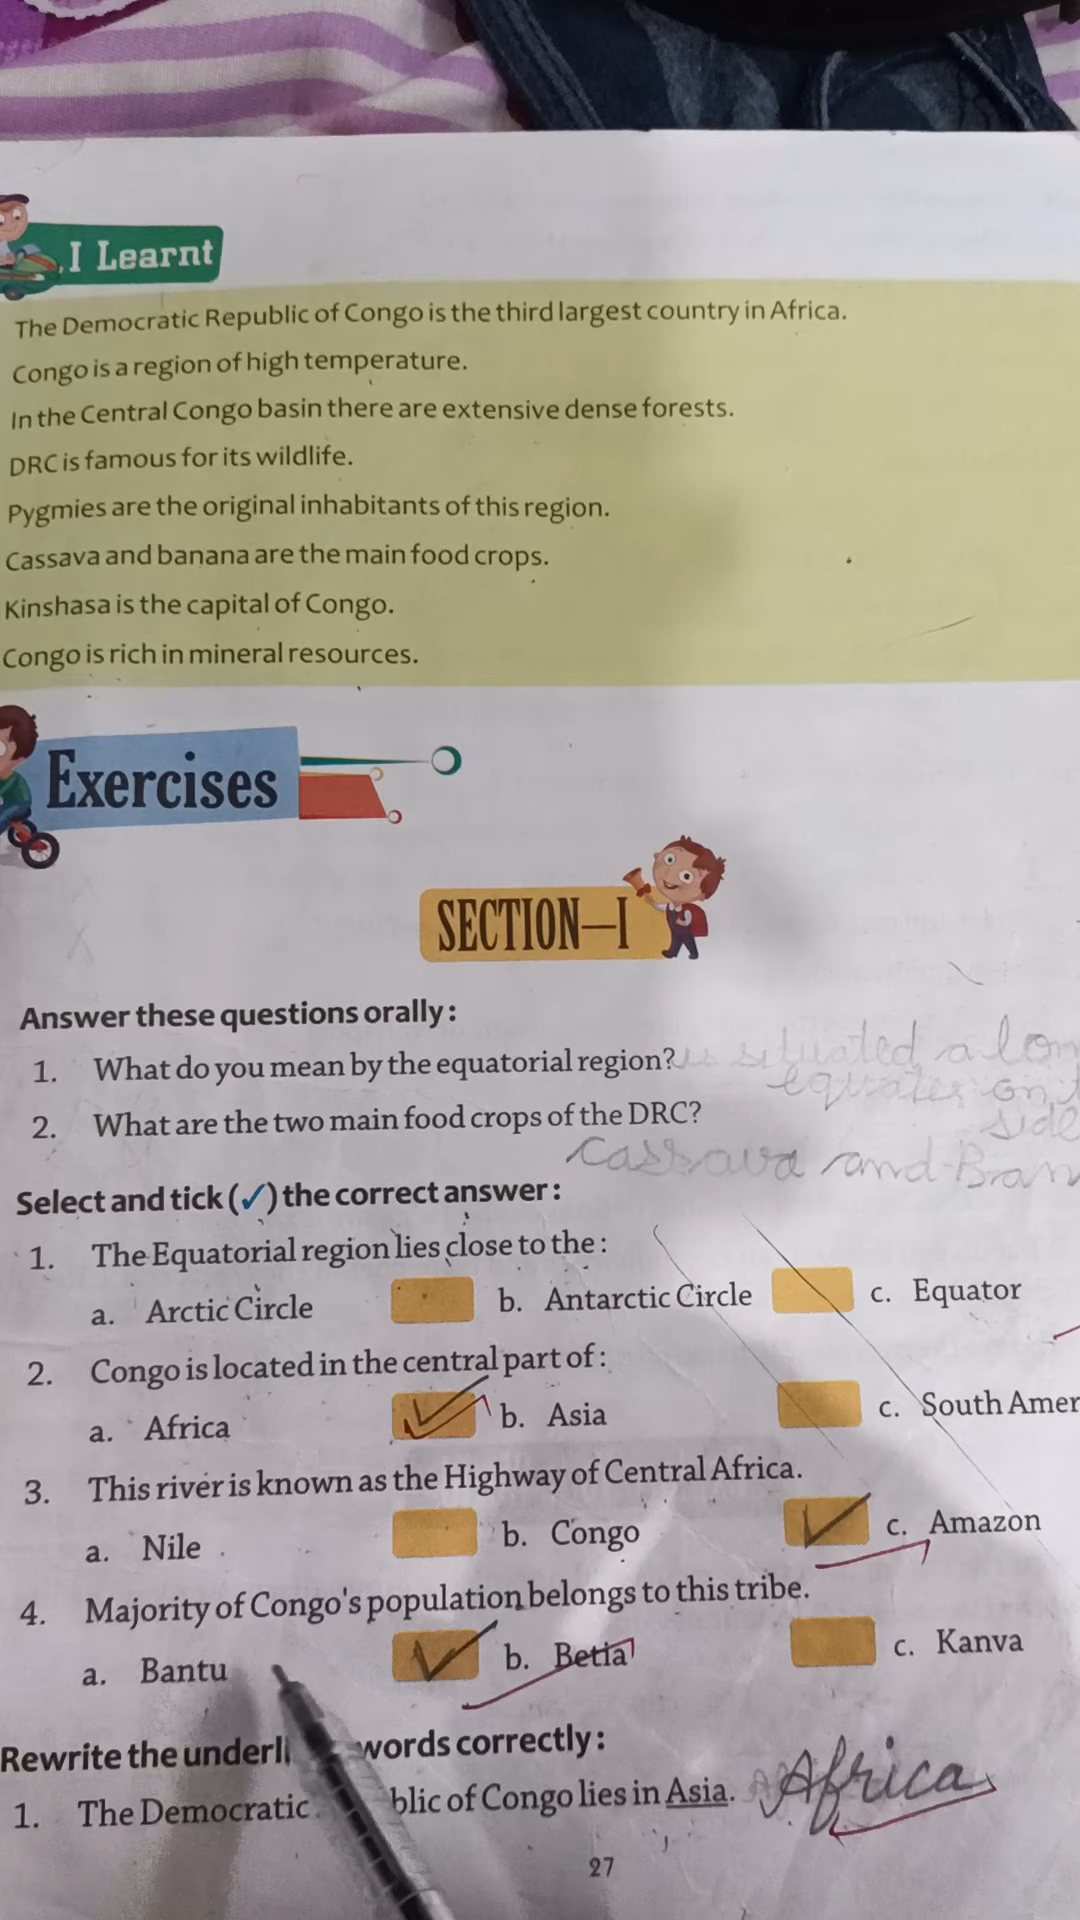 I Learnt
The Democratic Republic of Congo is the third largest country in Africa.
Congo is a region of high temperature.
In the Central Congo basin there are extensive dense forests.
DRC is famous for its wildlife.
Pygmies are the original inhabitants of this region.
Cassava and banana are the main food crops.
Kinshasa is the capital of Congo.
Congo is rich in mineral resources.
Exercises
SECTION—I
Answer these questions orally:
1. What do you mean by the equatorial region? is situated a lon
on
side
2. What are the two main food crops of the DRC?
Cassava and Ban
Select and tick (✓) the correct answer:
1. The Equatorial region lies close to the:
a. Arctic Circle b. Antarctic Circle c. Equator
2. Congo is located in the central part of:
a. Africa ✓ b. Asia c. South Amer
3. This river is known as the Highway of Central Africa.
a. Nile b. Congo ✓ c. Amazon
4. Majority of Congo's population belongs to this tribe.
a. Bantu ✓ b. Betia c. Kanva
Rewrite the underl words correctly:
1. The Democratic blic of Congo lies in Asia. Africa
27